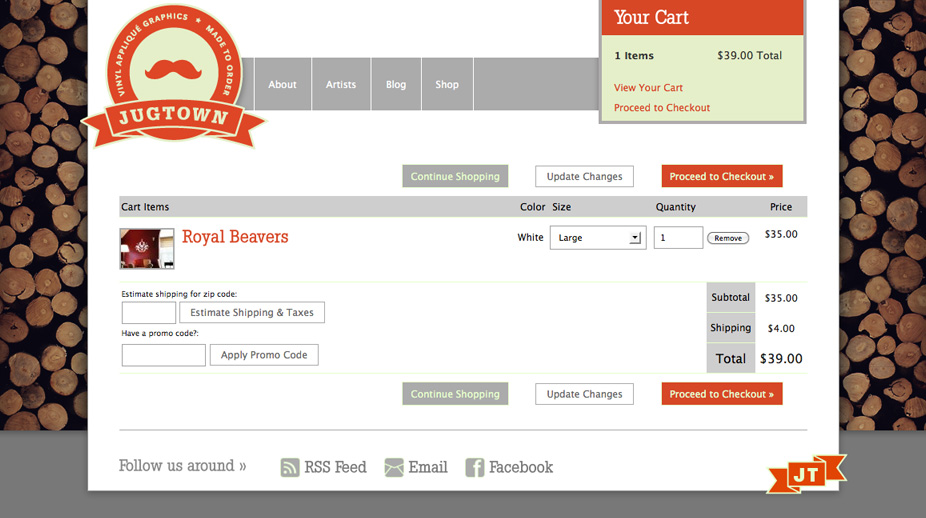 VINYL APPLIQUÉ GRAPHICS ★ MADE TO ORDER
JUGTOWN
About Artists Blog Shop
Your Cart
1 Items $39.00 Total
View Your Cart
Proceed to Checkout
Continue Shopping Update Changes Proceed to Checkout »
Cart Items Color Size Quantity Price
Royal Beavers White Large 1 Remove $35.00
Estimate shipping for zip code:
Estimate Shipping & Taxes
Have a promo code?:
Apply Promo Code
Subtotal $35.00
Shipping $4.00
Total $39.00
Continue Shopping Update Changes Proceed to Checkout »
Follow us around » RSS Feed Email Facebook
JT